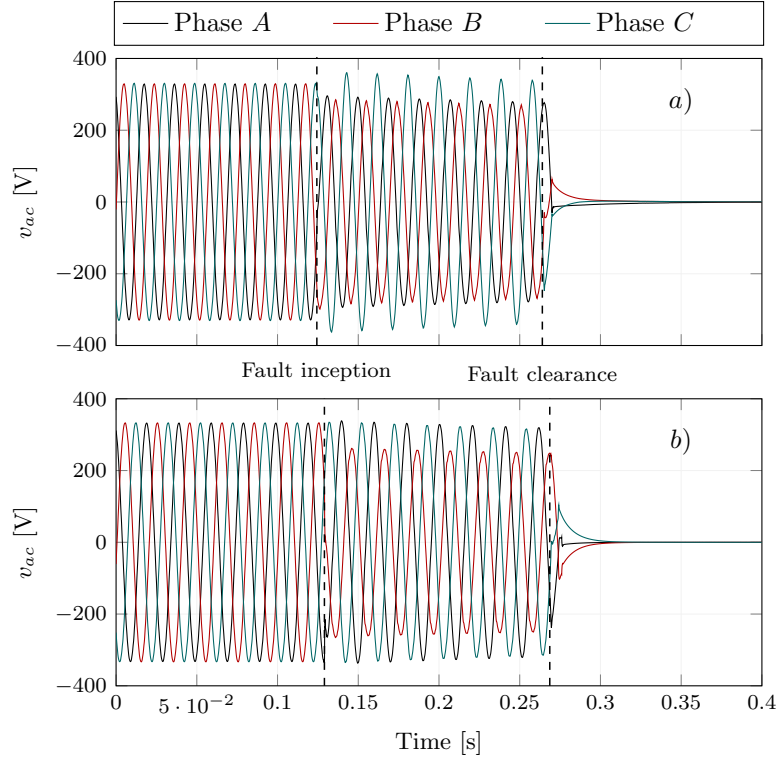 Phase A Phase B Phase C
400
200
0
−200
−400
v_ac [V]
a)
Fault inception Fault clearance
400
200
0
−200
−400
v_ac [V]
b)
0 5 · 10⁻² 0.1 0.15 0.2 0.25 0.3 0.35 0.4
Time [s]